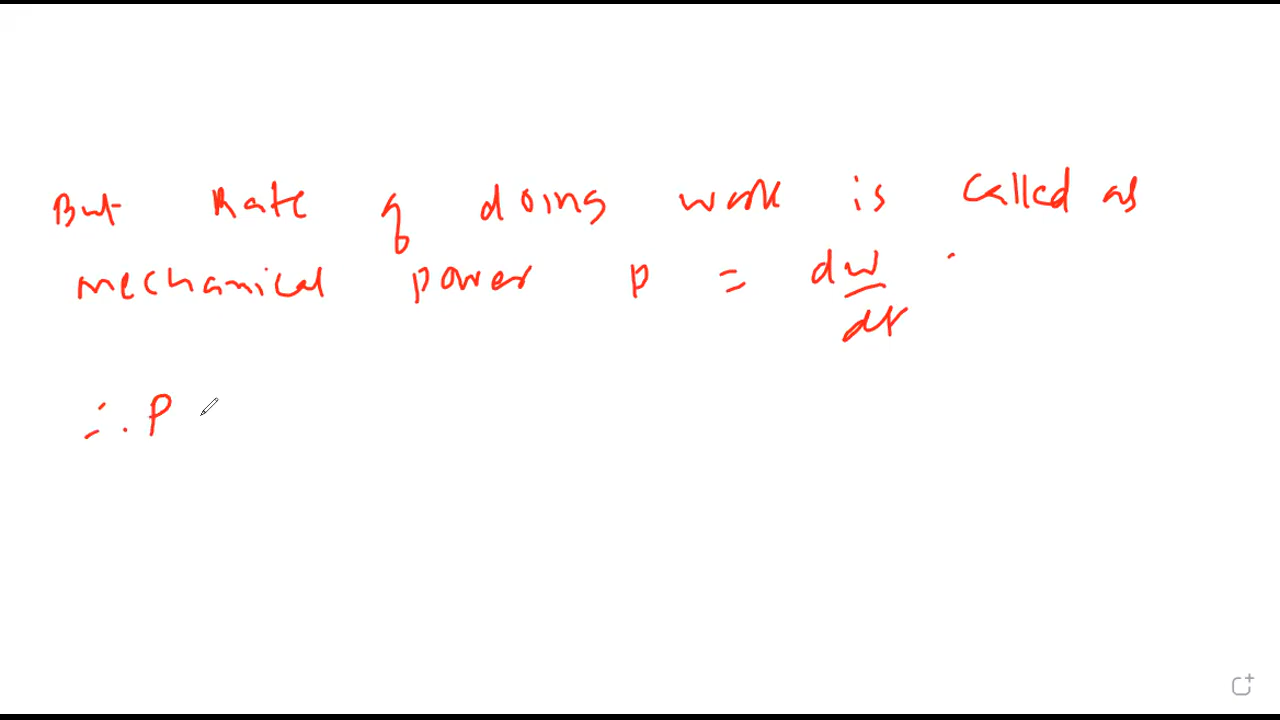 But Rate of doing work is called as
mechanical power P = dw/dt .
∴ P